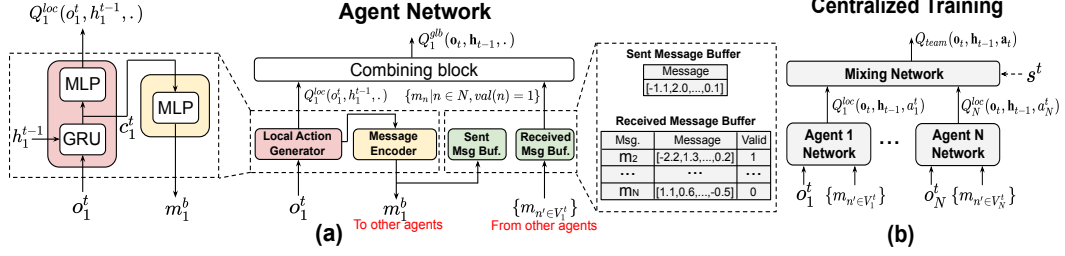 Agent Network
Centralized Training
Q_1^{loc}(o_1^t, h_1^{t-1}, .)
MLP
MLP
h_1^{t-1}
GRU
c_1^t
o_1^t
m_1^b
Q_1^{glb}(o_t, h_{t-1}, .)
Combining block
Q_1^{loc}(o_1^t, h_1^{t-1}, .)
{m_n|n ∈ N, val(n) = 1}
Local Action
Generator
Message
Encoder
Sent
Msg Buf.
Received
Msg Buf.
o_1^t
m_1^b
{m_{n'∈V_1^t}}
To other agents
From other agents
(a)
Sent Message Buffer
Message
[-1.1,2.0,...,0.1]
Received Message Buffer
Msg. Message Valid
m2 [-2.2,1.3,...,0.2] 1
... ... ...
mN [1.1,0.6,...,-0.5] 0
Q_{team}(o_t, h_{t-1}, a_t)
Mixing Network
s^t
Q_1^{loc}(o_t, h_{t-1}, a_1^t)
Q_N^{loc}(o_t, h_{t-1}, a_N^t)
Agent 1
Network
...
Agent N
Network
o_1^t
{m_{n'∈V_1^t}}
o_N^t
{m_{n'∈V_N^t}}
(b)